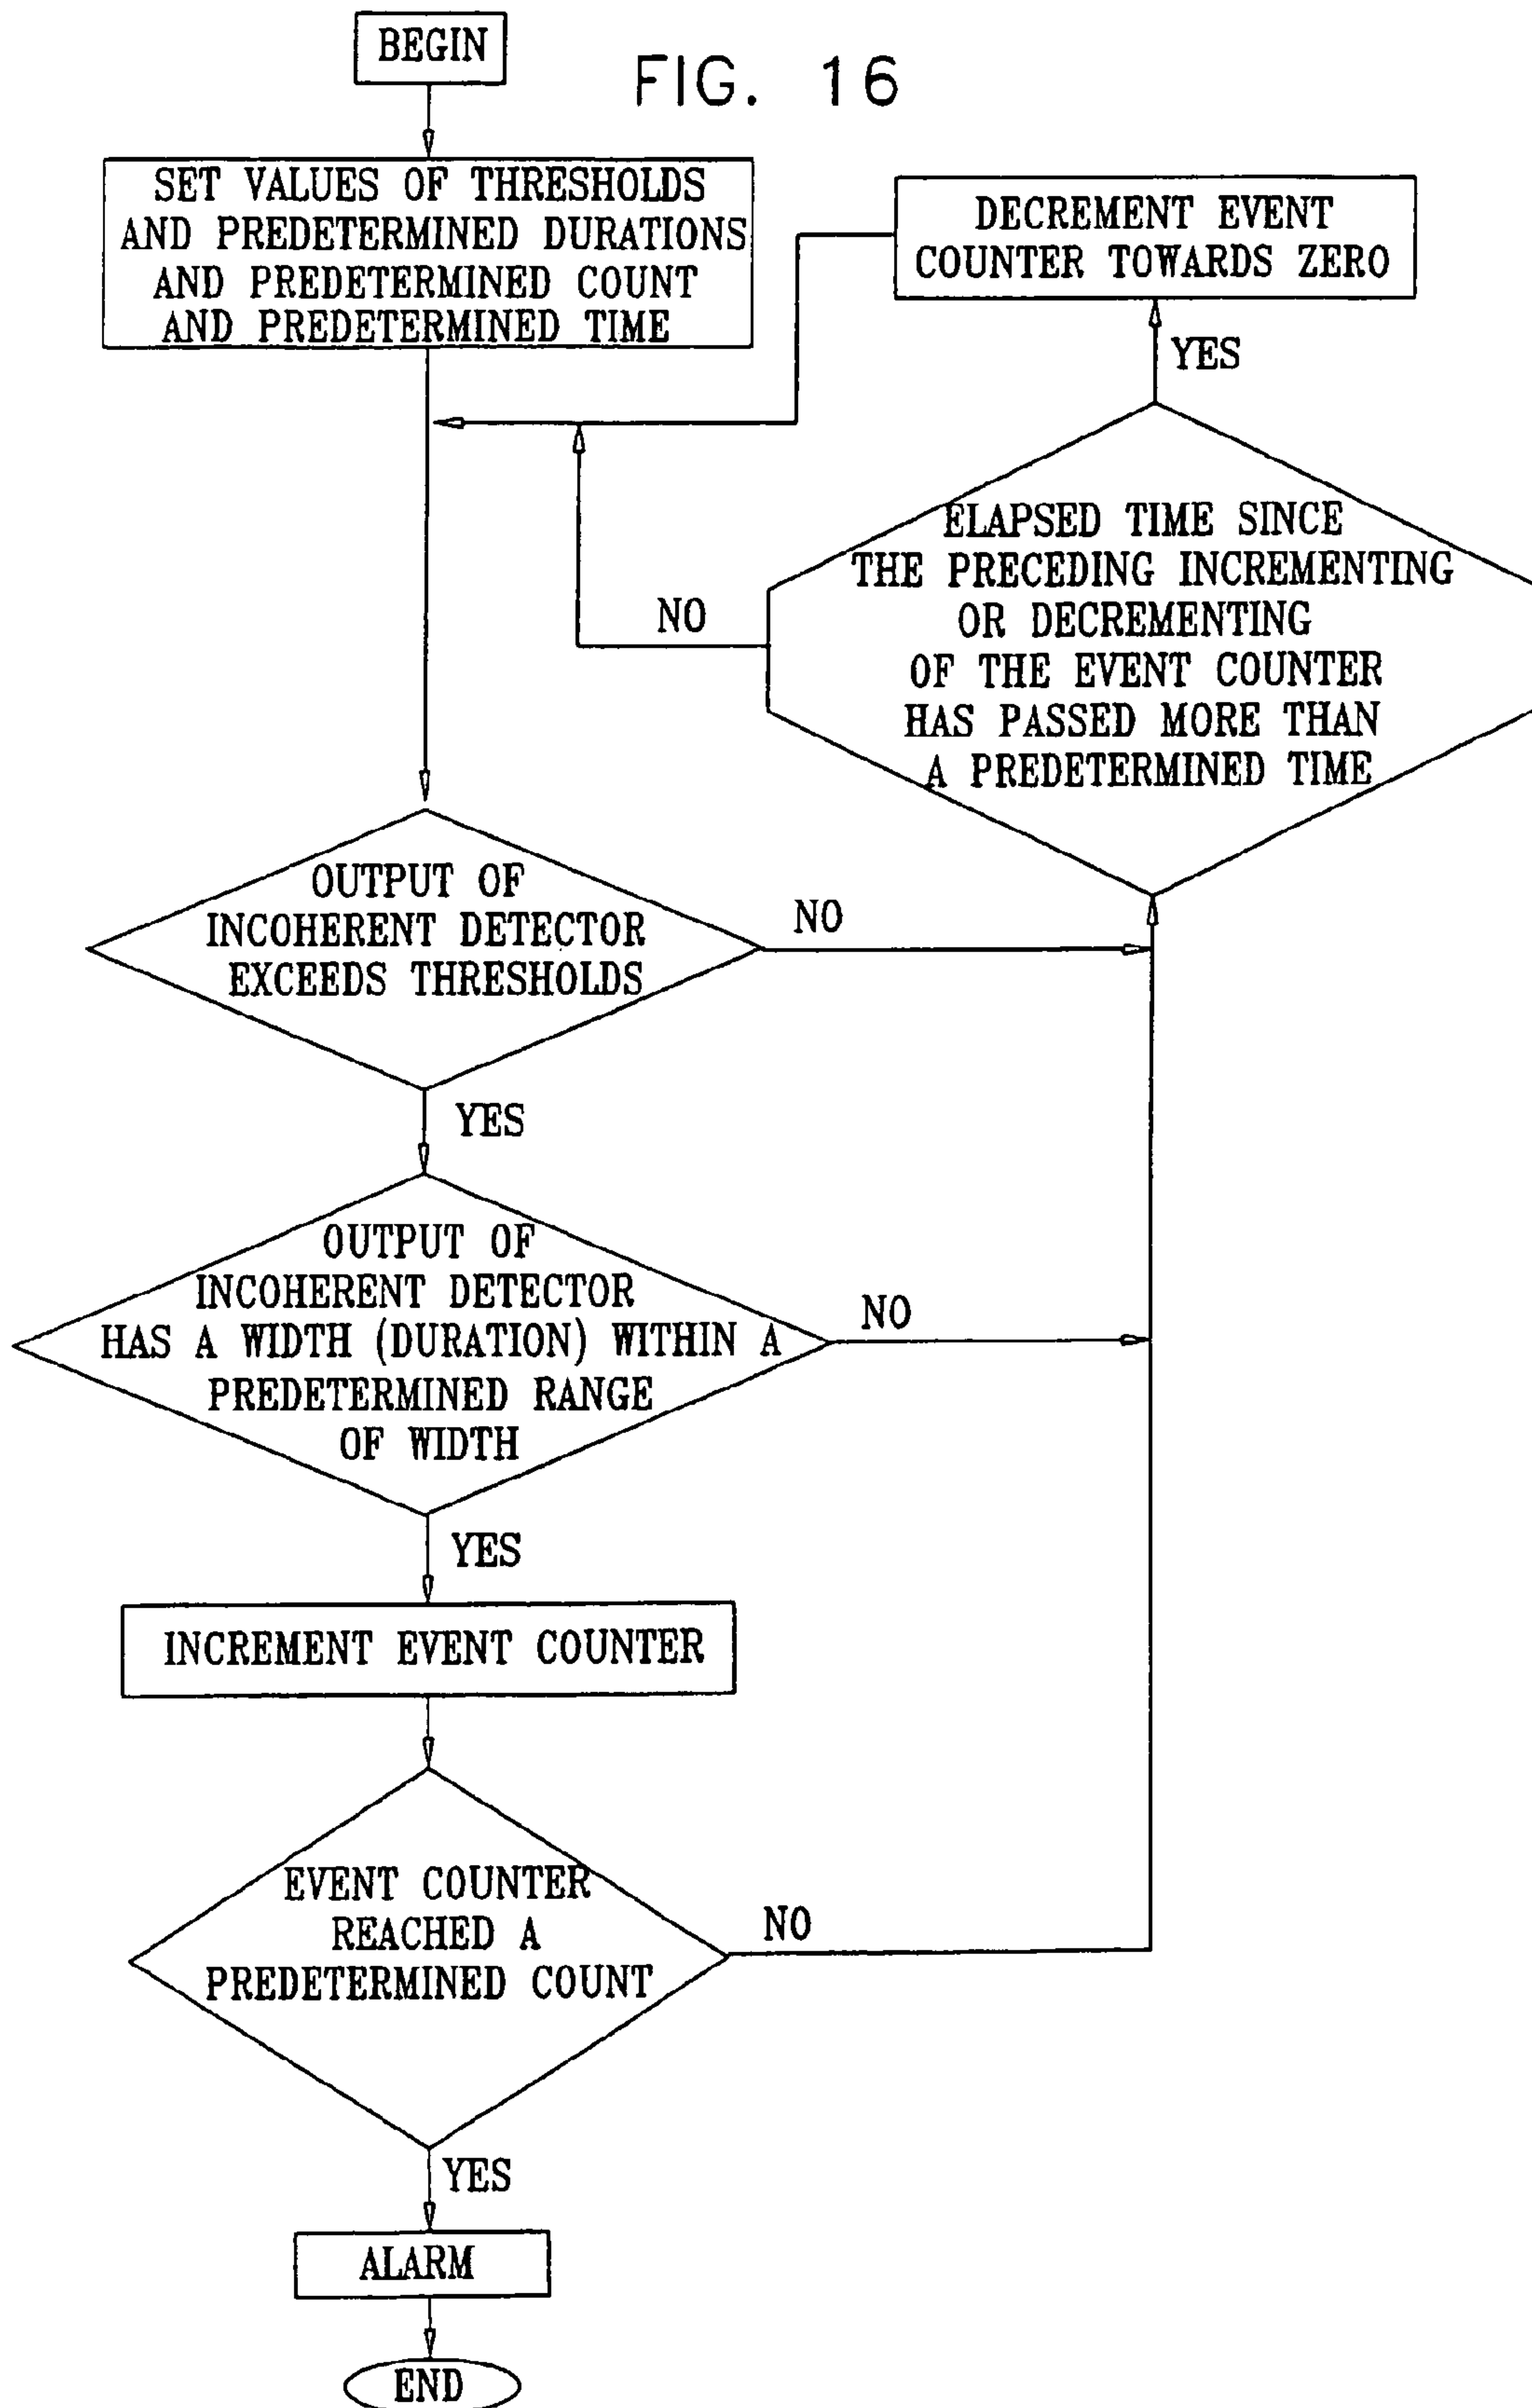 BEGIN
FIG. 16
SET VALUES OF THRESHOLDS
AND PREDETERMINED DURATIONS
AND PREDETERMINED COUNT
AND PREDETERMINED TIME
DECREMENT EVENT
COUNTER TOWARDS ZERO
YES
ELAPSED TIME SINCE
THE PRECEDING INCREMENTING
OR DECREMENTING
OF THE EVENT COUNTER
HAS PASSED MORE THAN
A PREDETERMINED TIME
NO
OUTPUT OF
INCOHERENT DETECTOR
EXCEEDS THRESHOLDS
NO
YES
OUTPUT OF
INCOHERENT DETECTOR
HAS A WIDTH (DURATION) WITHIN A
PREDETERMINED RANGE
OF WIDTH
NO
YES
INCREMENT EVENT COUNTER
EVENT COUNTER
REACHED A
PREDETERMINED COUNT
NO
YES
ALARM
END